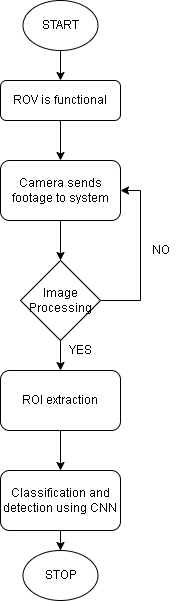 START
ROV is functional
Camera sends
footage to system
NO
Image
Processing
YES
ROI extraction
Classification and
detection using CNN
STOP